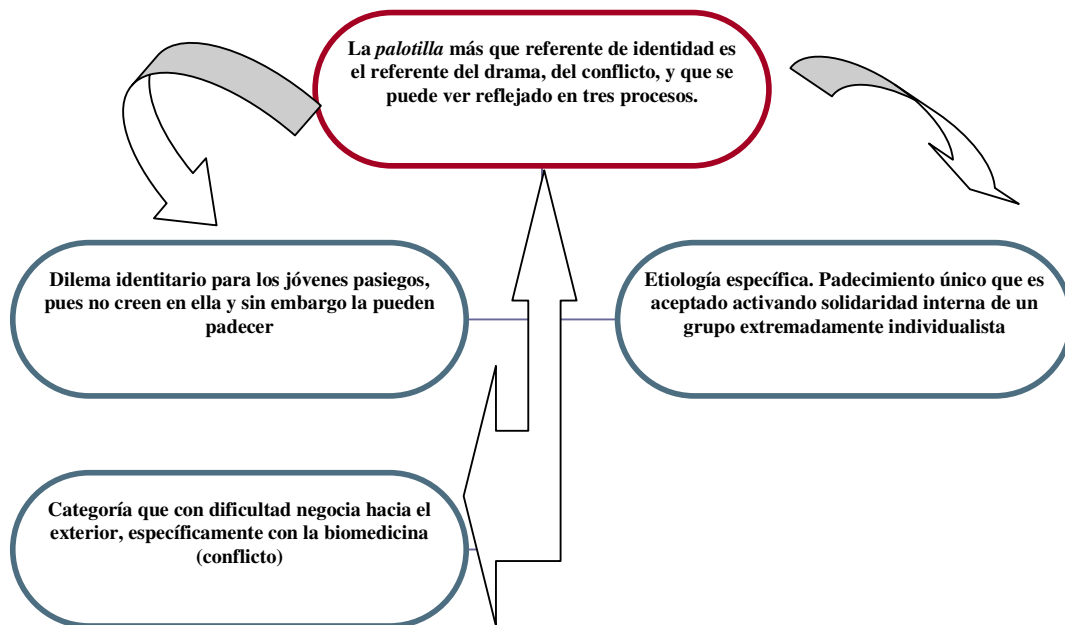 La palotilla más que referente de identidad es
el referente del drama, del conflicto, y que se
puede ver reflejado en tres procesos.
Dilema identitario para los jóvenes pasiegos,
pues no creen en ella y sin embargo la pueden
padecer
Etiología específica. Padecimiento único que es
aceptado activando solidaridad interna de un
grupo extremadamente individualista
Categoría que con dificultad negocia hacia el
exterior, específicamente con la biomedicina
(conflicto)